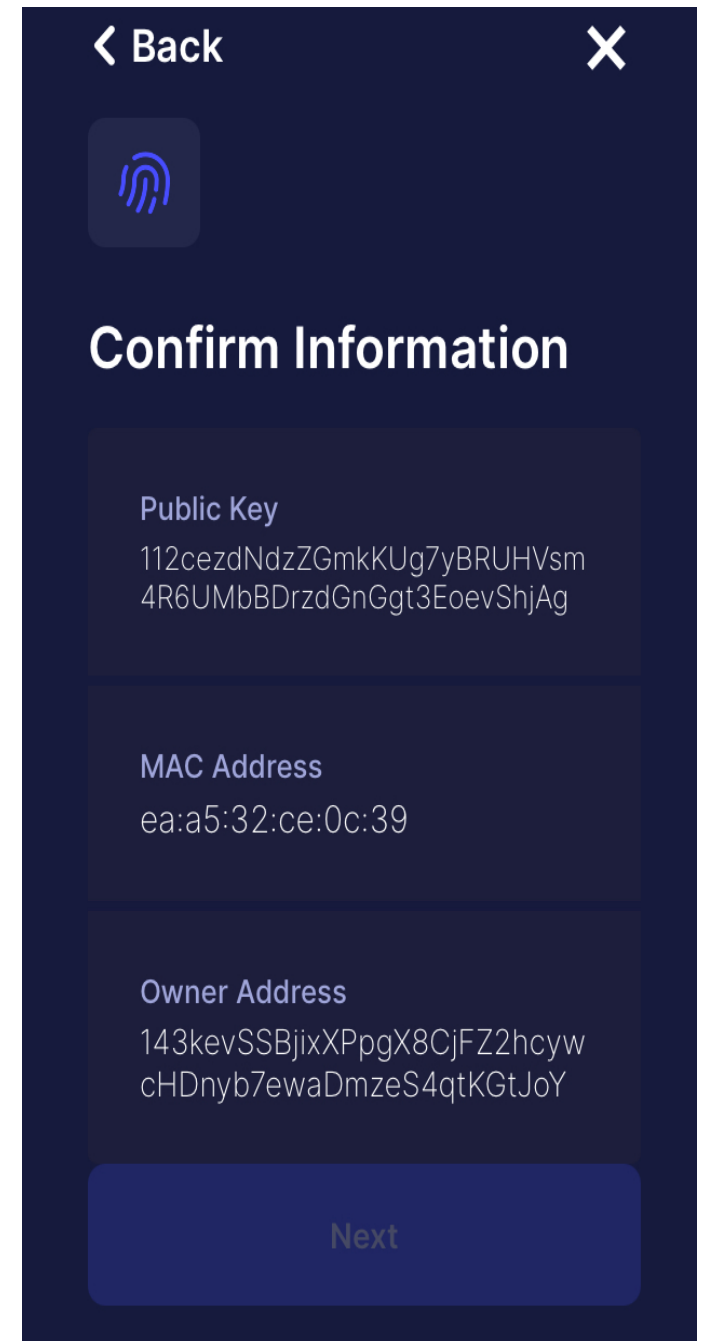 Back
Confirm Information
Public Key
112cezdNdzZGmkKUg7yBRUHVsm
4R6UMbBDrzdGnGgt3EoevShjAg
MAC Address
ea:a5:32:ce:0c:39
Owner Address
143kevSSBjixXPpgX8CjFZ2hcyw
cHDnyb7ewaDmzeS4qtKGtJoY
Next